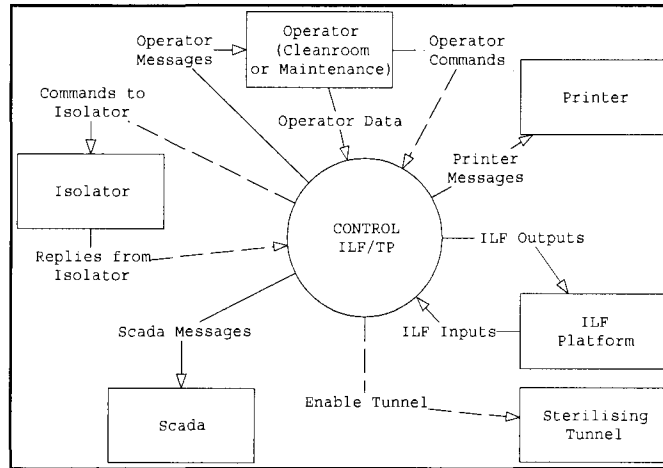 Operator
Messages
Operator
(Cleanroom
or Maintenance)
Operator
Commands
Printer
Commands to
Isolator
Operator Data
Printer
Messages
Isolator
CONTROL
ILF/TP
ILF Outputs
Replies from
Isolator
Scada Messages
ILF Inputs
ILF
Platform
Enable Tunnel
Scada
Sterilising
Tunnel